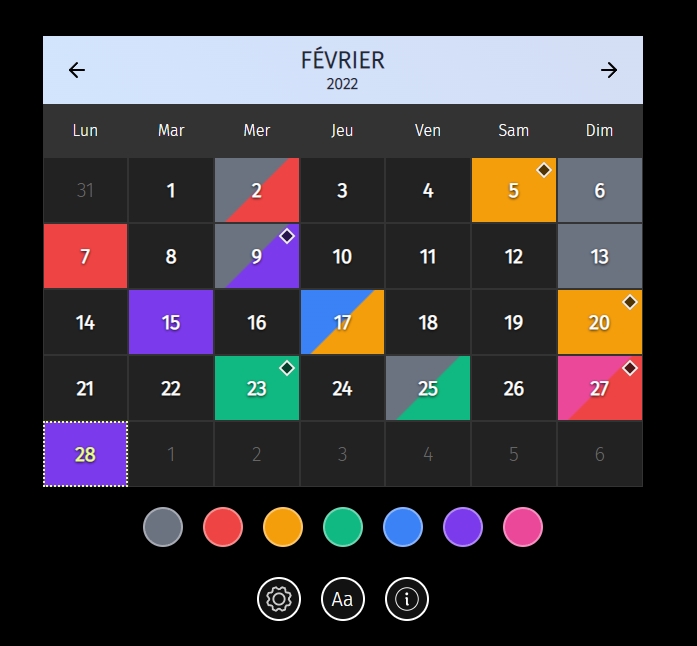 FÉVRIER
2022
Lun Mar Mer Jeu Ven Sam Dim
31 1 2 3 4 5 6
7 8 9 10 11 12 13
14 15 16 17 18 19 20
21 22 23 24 25 26 27
28 1 2 3 4 5 6
Aa i